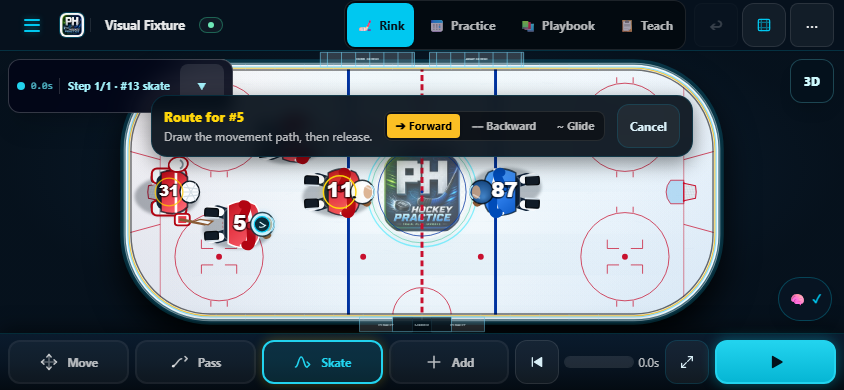 PH Visual Fixture Rink Practice Playbook Teach ...
0.0s Step 1/1 · #13 skate ▼
3D
Route for #5
Draw the movement path, then release.
➔ Forward — Backward ~ Glide Cancel
31
11
87
5
PH
HOCKEY
PRACTICE
Move Pass Skate Add 0.0s